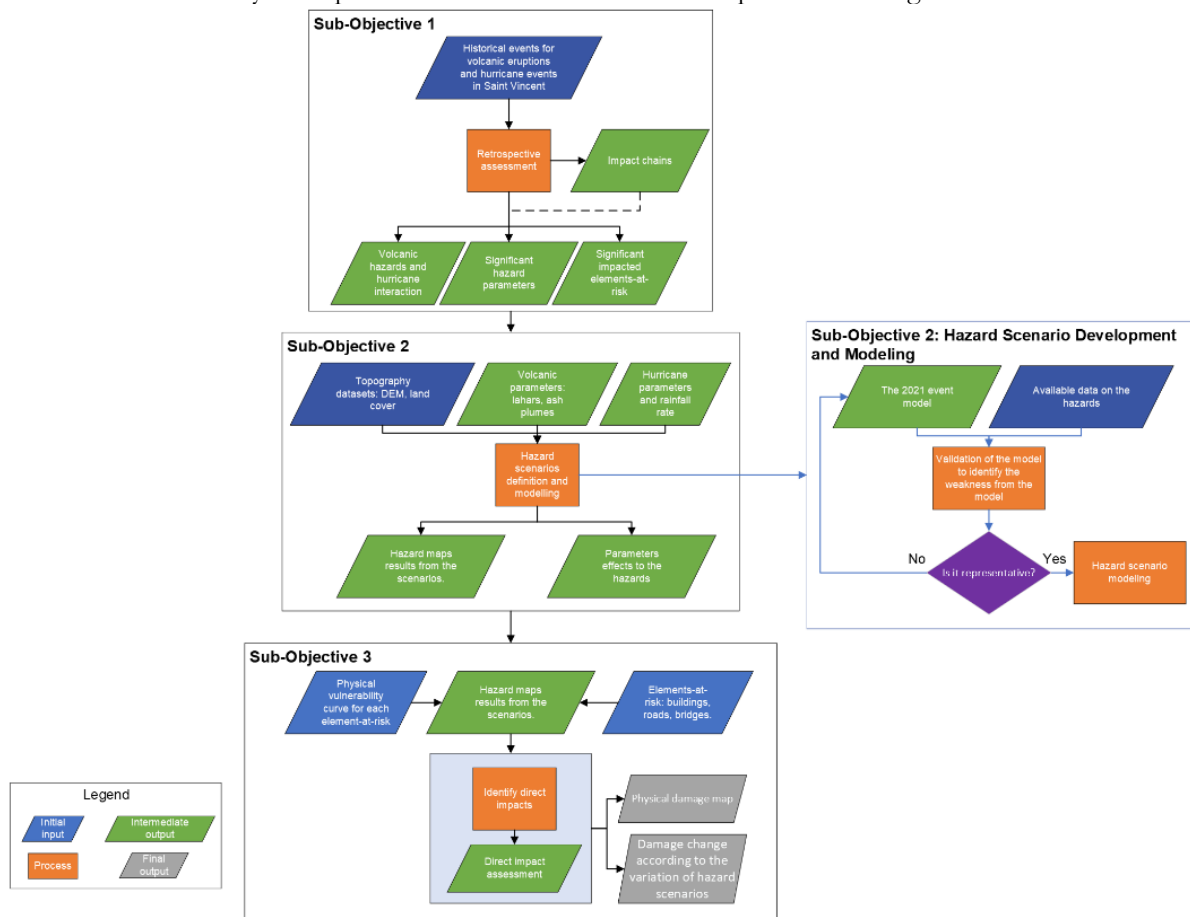 Sub-Objective 1
Historical events for
volcanic eruptions
and hurricane events
in Saint Vincent
Retrospective
assessment
Impact chains
Volcanic
hazards and
hurricane
interaction
Significant
hazard
parameters
Significant
impacted
elements-at-
risk
Sub-Objective 2
Topography
datasets: DEM, land
cover
Volcanic
parameters:
lahars, ash
plumes
Hurricane
parameters
and rainfall
rate
Hazard
scenarios
definition and
modelling
Hazard maps
results from the
scenarios.
Parameters
effects to the
hazards
Sub-Objective 2: Hazard Scenario Development
and Modeling
The 2021 event
model
Available data on the
hazards
Validation of the model
to identify the
weakness from the
model
Is it representative?
No
Yes
Hazard scenario
modeling
Sub-Objective 3
Physical
vulnerability
curve for each
element-at-risk
Hazard maps
results from the
scenarios.
Elements-at-
risk: buildings,
roads, bridges.
Identify direct
impacts
Direct impact
assessment
Physical damage map
Damage change
according to the
variation of hazard
scenarios
Legend
Initial
input
Intermediate
output
Process
Final
output